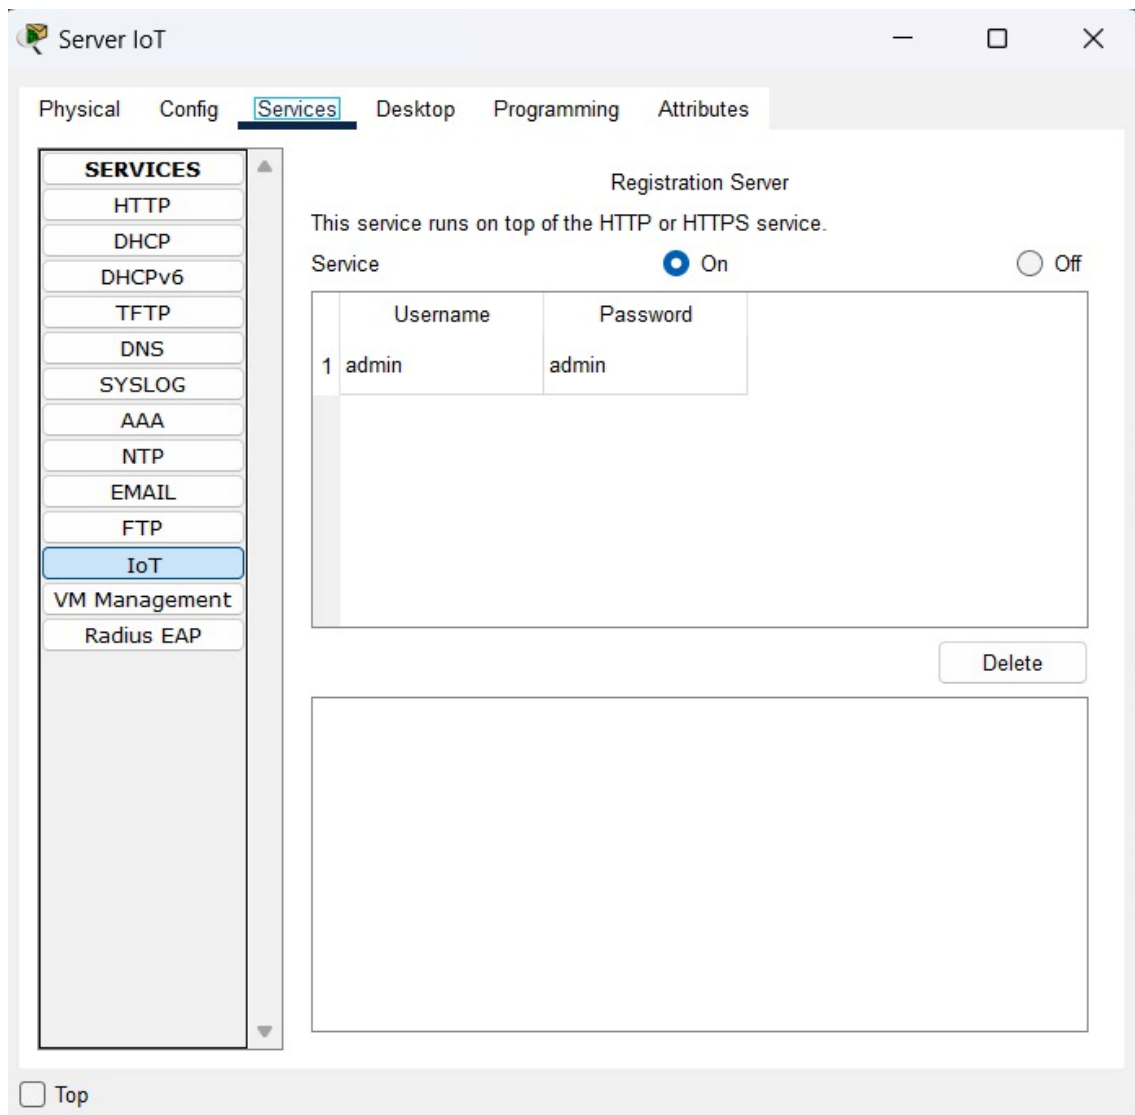 Server IoT
Physical Config Services Desktop Programming Attributes
SERVICES
HTTP
DHCP
DHCPv6
TFTP
DNS
SYSLOG
AAA
NTP
EMAIL
FTP
IoT
VM Management
Radius EAP
Registration Server
This service runs on top of the HTTP or HTTPS service.
Service On Off
Username Password
1 admin admin
Delete
Top